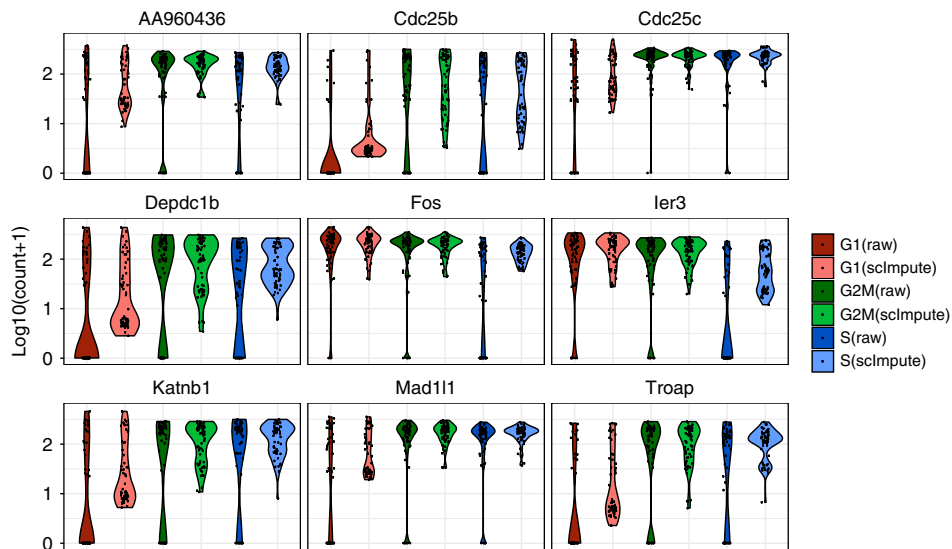 AA960436 Cdc25b Cdc25c
2
1
0
Depdc1b Fos Ier3
Log10(count+1)
2
1
0
G1(raw)
G1(scImpute)
G2M(raw)
G2M(scImpute)
S(raw)
S(scImpute)
Katnb1 Mad1l1 Troap
2
1
0